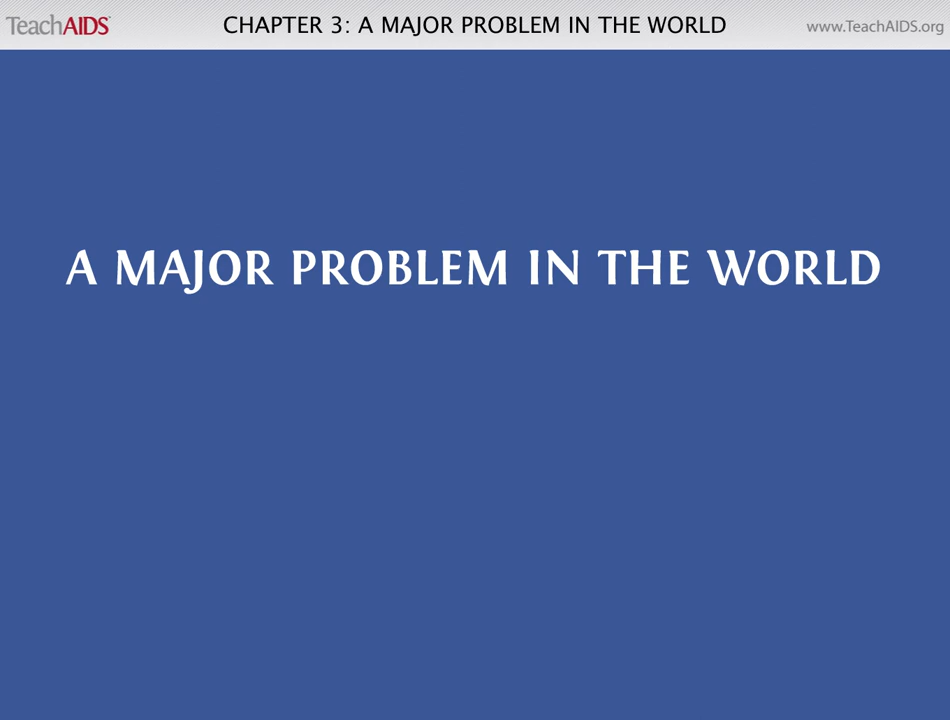 TeachAIDS
CHAPTER 3: A MAJOR PROBLEM IN THE WORLD
www.TeachAIDS.org
A MAJOR PROBLEM IN THE WORLD